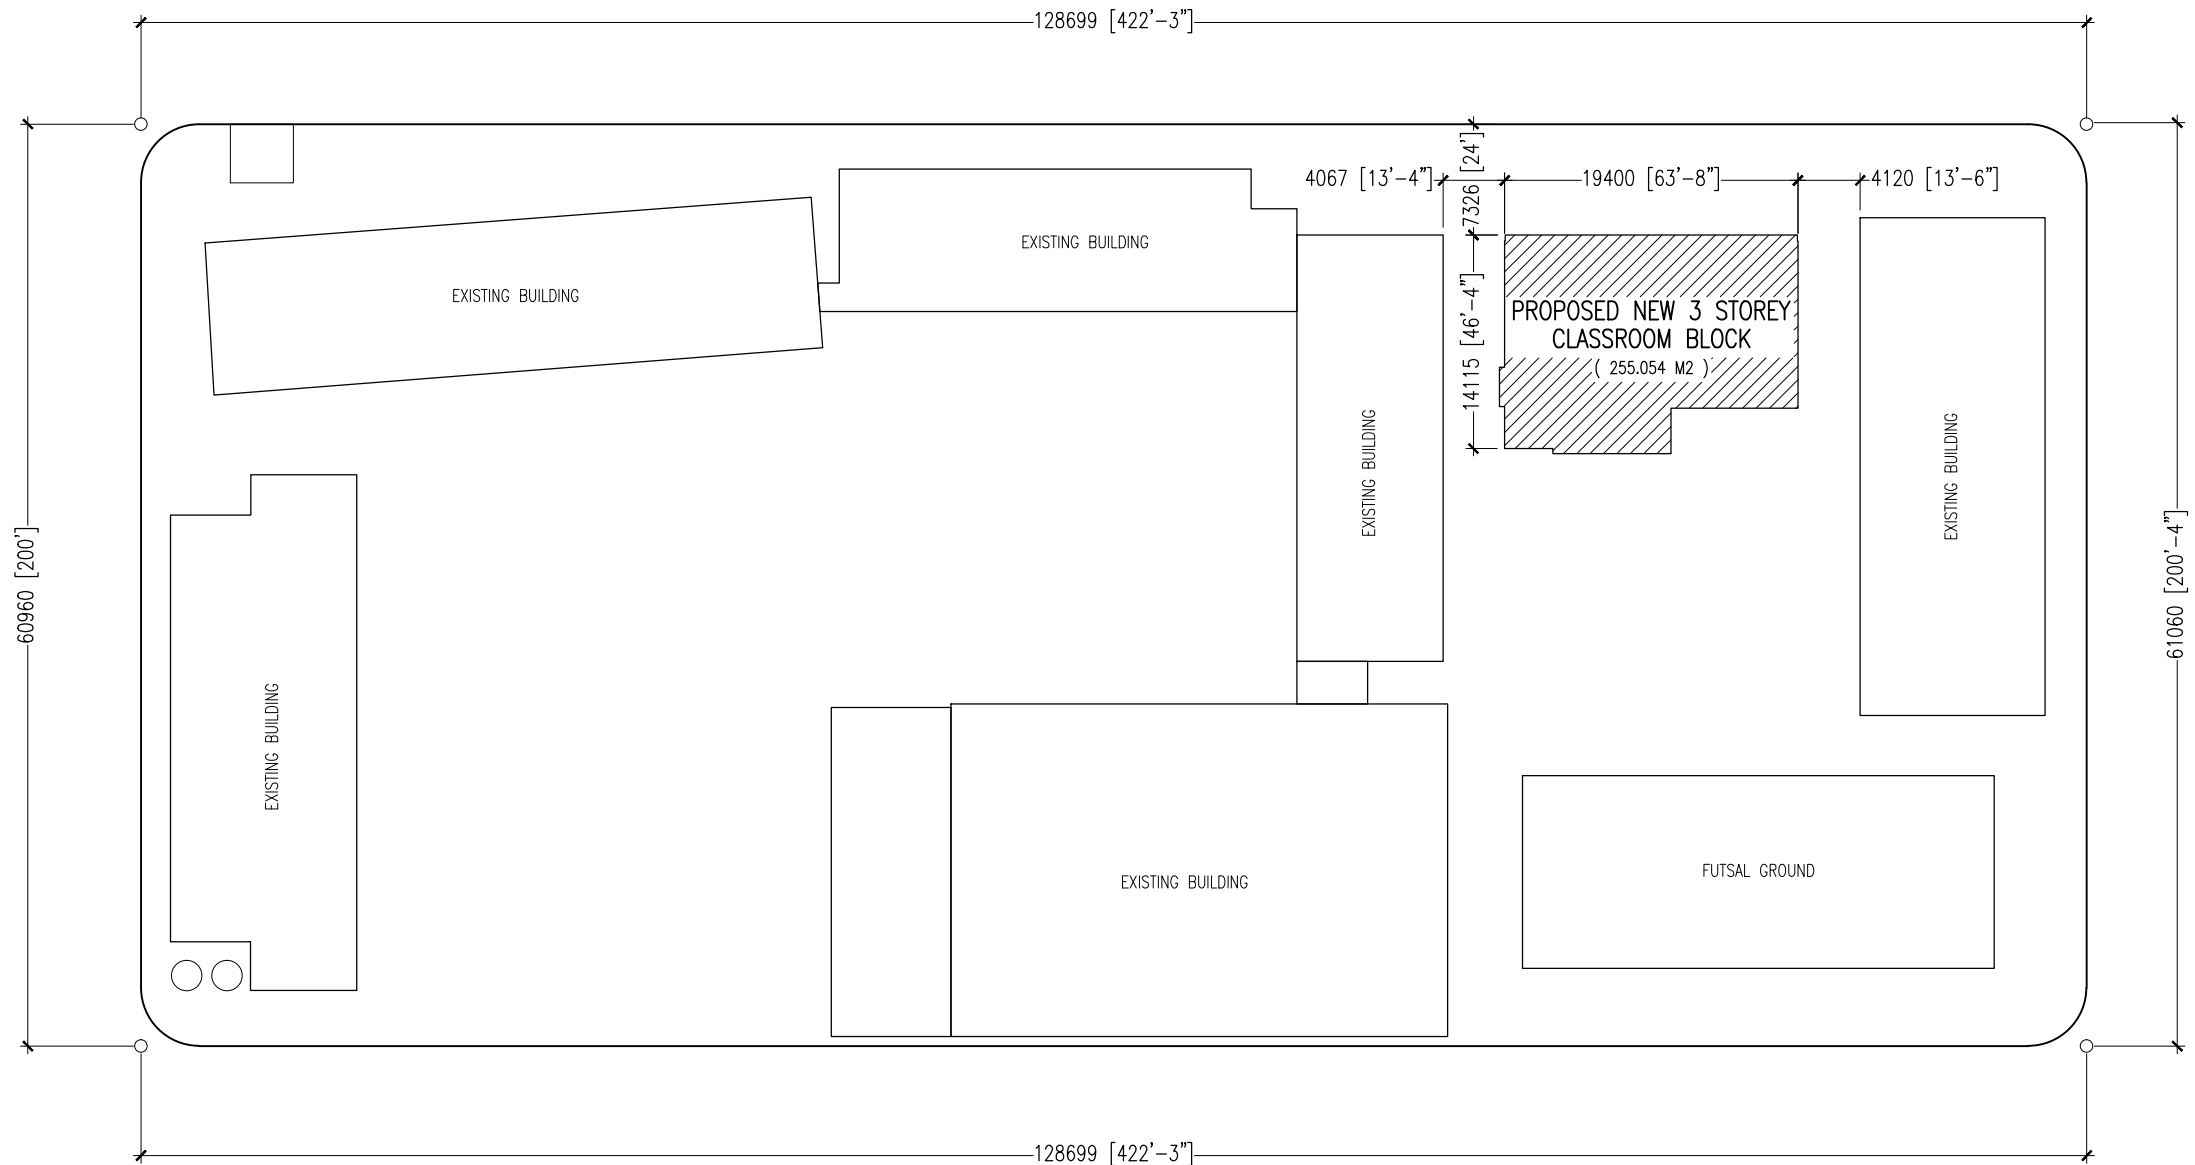 128699 [422'-3"]
7326 [24']
4067 [13'-4"]
19400 [63'-8"]
4120 [13'-6"]
EXISTING BUILDING
EXISTING BUILDING
14115 [46'-4"]
PROPOSED NEW 3 STOREY
CLASSROOM BLOCK
( 255.054 M2 )
EXISTING BUILDING
EXISTING BUILDING
60960 [200']
61060 [200'-4"]
EXISTING BUILDING
EXISTING BUILDING
FUTSAL GROUND
128699 [422'-3"]